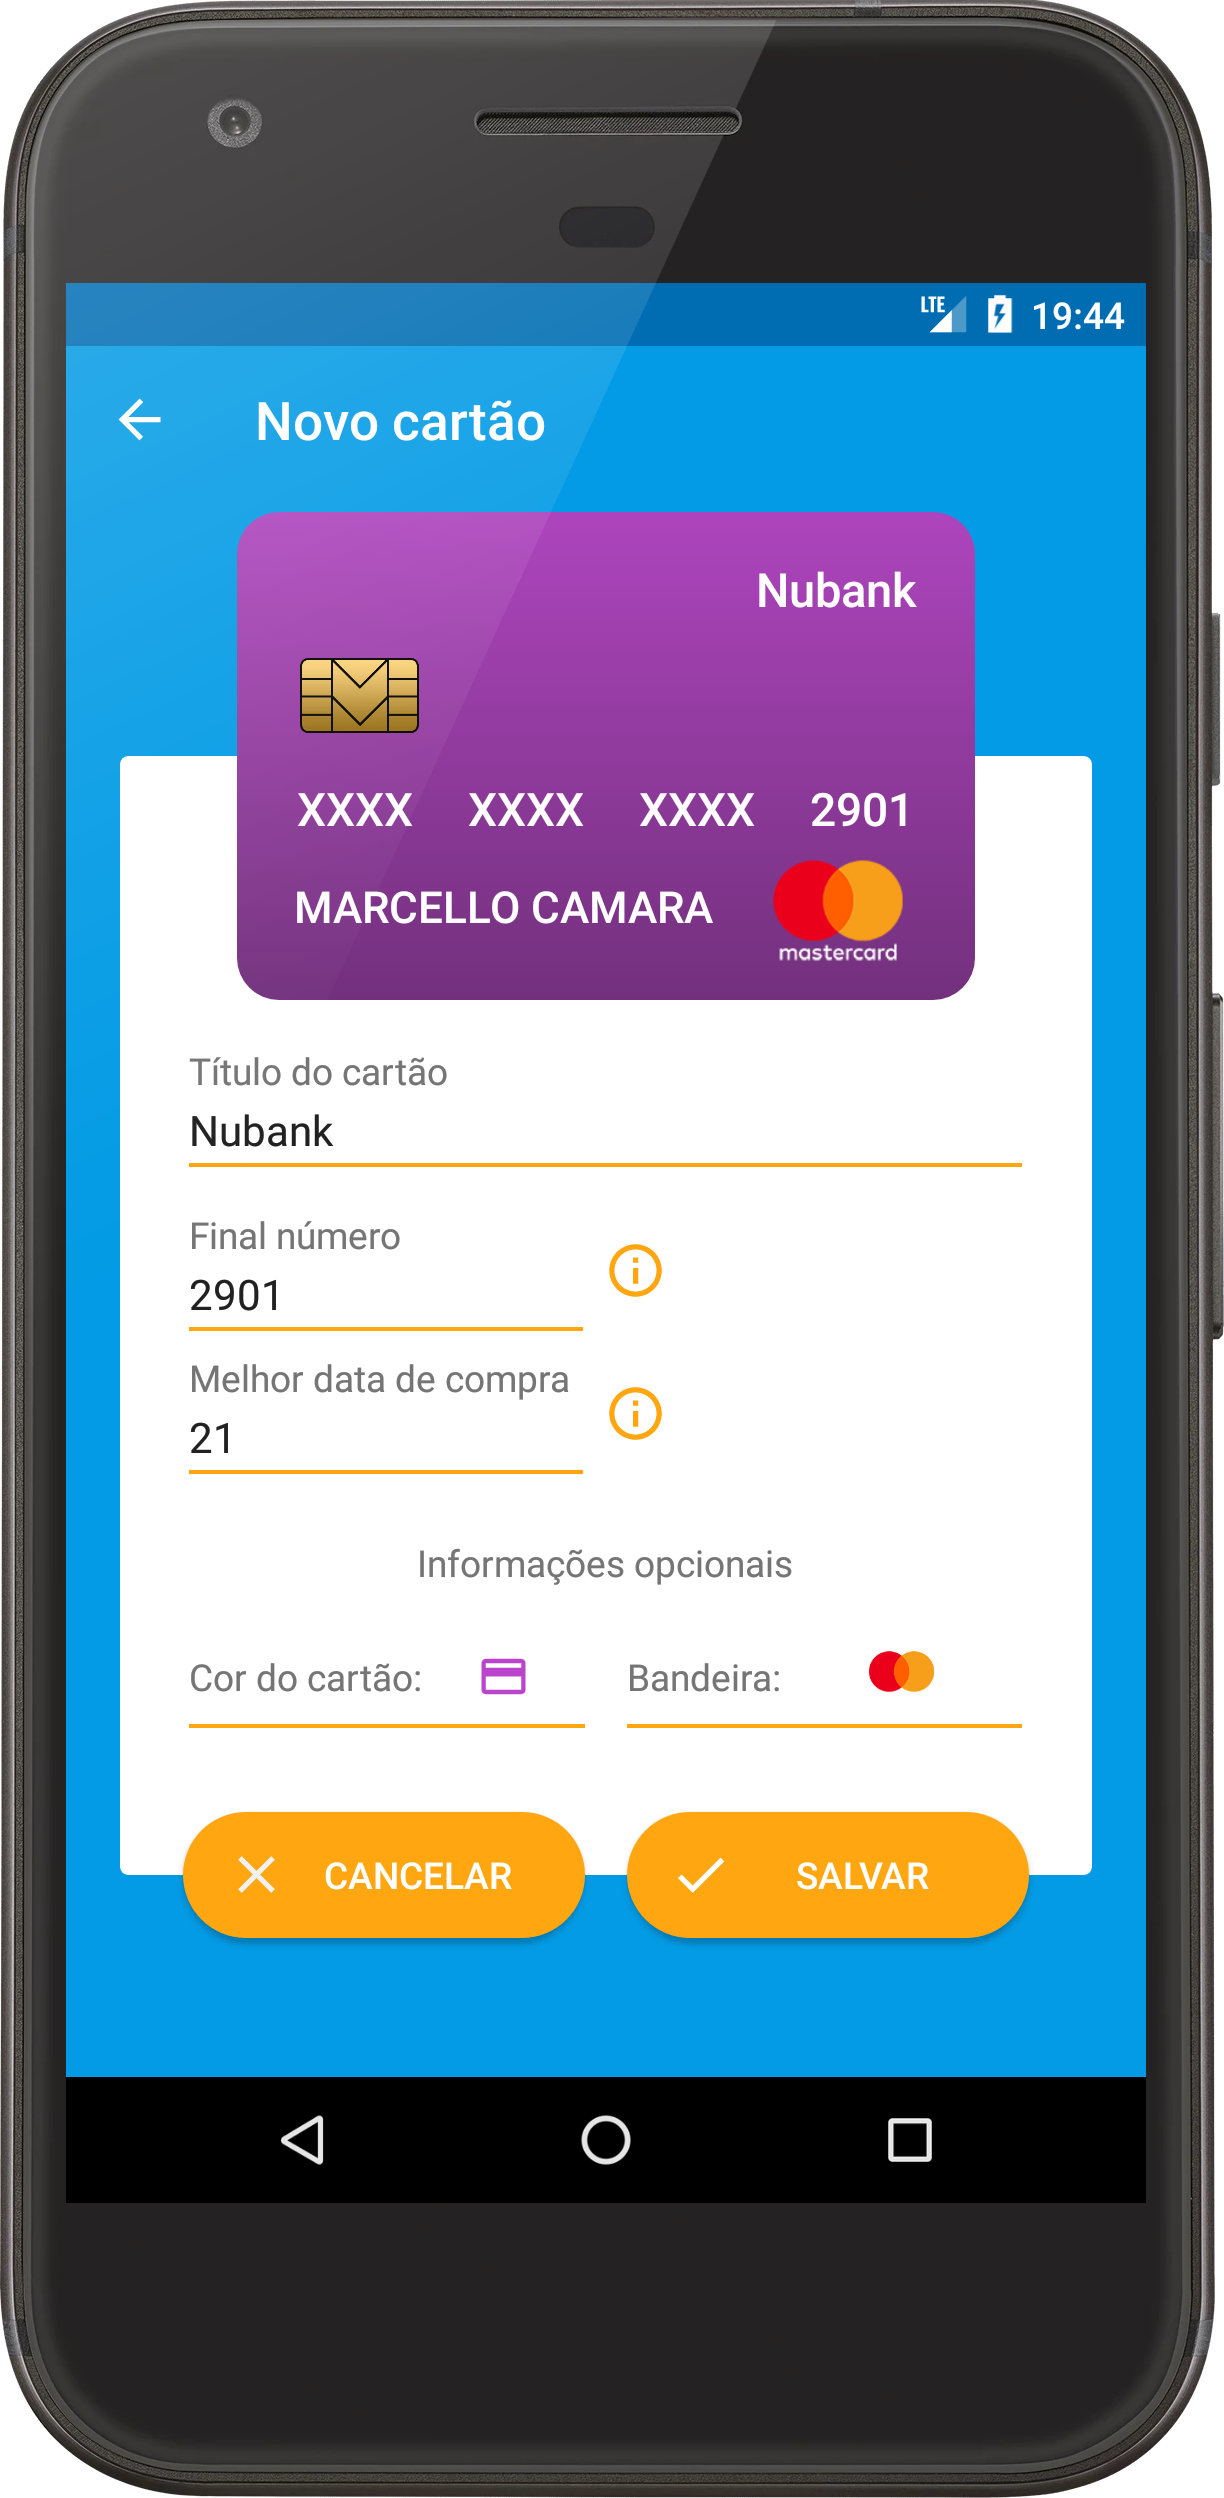 LTE 19:44
Novo cartão
Nubank
XXXX XXXX XXXX 2901
MARCELLO CAMARA
mastercard
Título do cartão
Nubank
Final número
2901
Melhor data de compra
21
Informações opcionais
Cor do cartão: Bandeira:
CANCELAR SALVAR